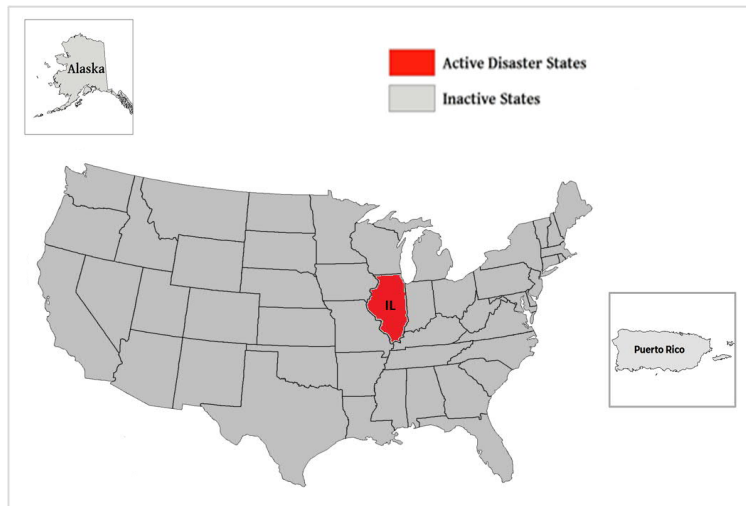 Alaska
Active Disaster States
Inactive States
IL
Puerto Rico